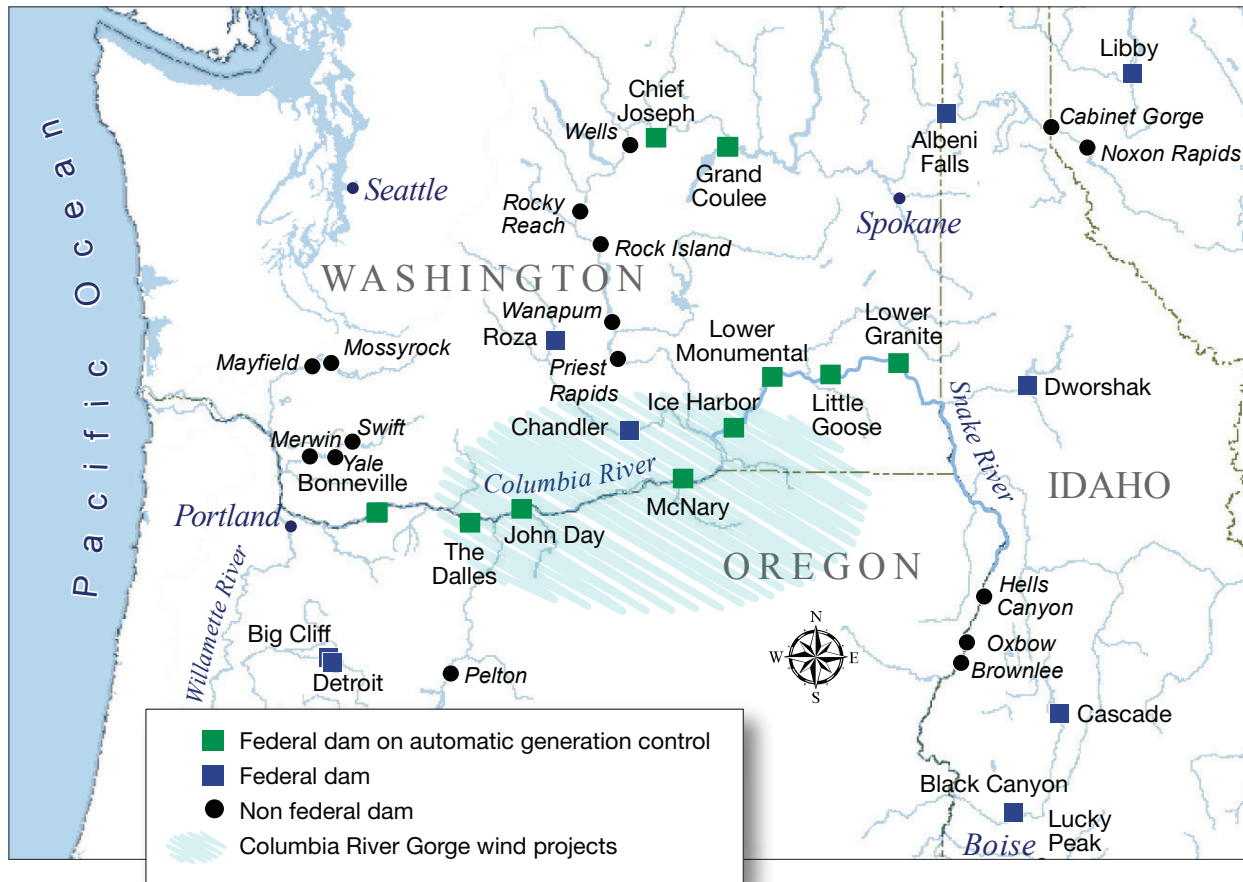 Libby
Chief
Joseph
Wells
Cabinet Gorge
Albeni
Falls
Noxon Rapids
Grand
Coulee
Pacific Ocean
Seattle
Spokane
Rocky
Reach
Rock Island
WASHINGTON
Wanapum
Roza
Lower
Granite
Lower
Monumental
Mossyrock
Mayfield
Priest
Rapids
Dworshak
Snake River
Ice Harbor
Little
Goose
Chandler
Swift
Merwin
Yale
Bonneville
Columbia River
McNary
IDAHO
Portland
John Day
The
Dalles
OREGON
Willamette River
Hells
Canyon
Big Cliff
Detroit
Pelton
N
W
E
S
Oxbow
Brownlee
Cascade
Black Canyon
Lucky
Peak
Boise
Federal dam on automatic generation control
Federal dam
Non federal dam
Columbia River Gorge wind projects